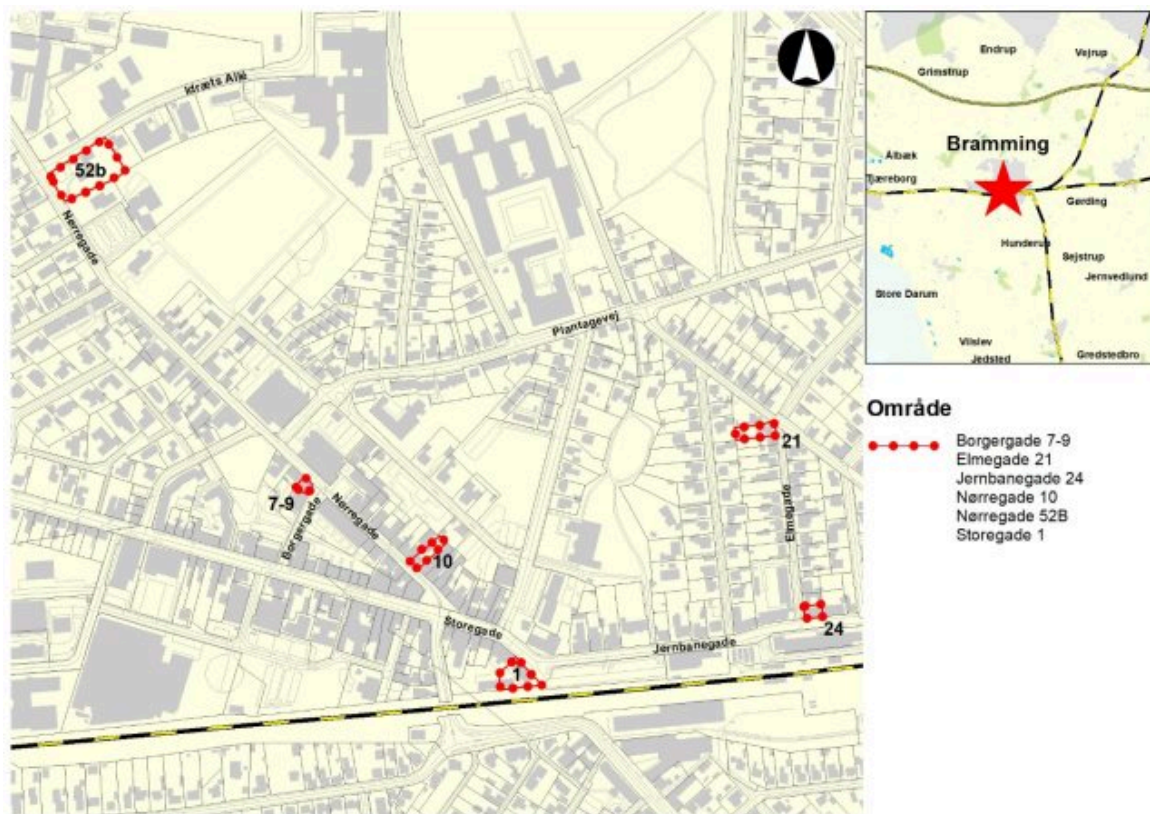 Idræts Allé
52b
Nørregade
Plantagevej
21
7-9
Borgergade
Nørregade
10
Elmegade
Storegade
24
Jernbanegade
1
Endrup
Vejrup
Grimstrup
Bramming
Ålbæk
Tjæreborg
Gørding
Hunderup
Sejstrup
Jernvedlund
Store Darum
Vilslev
Jedsted
Gredstedbro
Område
Borgergade 7-9
Elmegade 21
Jernbanegade 24
Nørregade 10
Nørregade 52B
Storegade 1